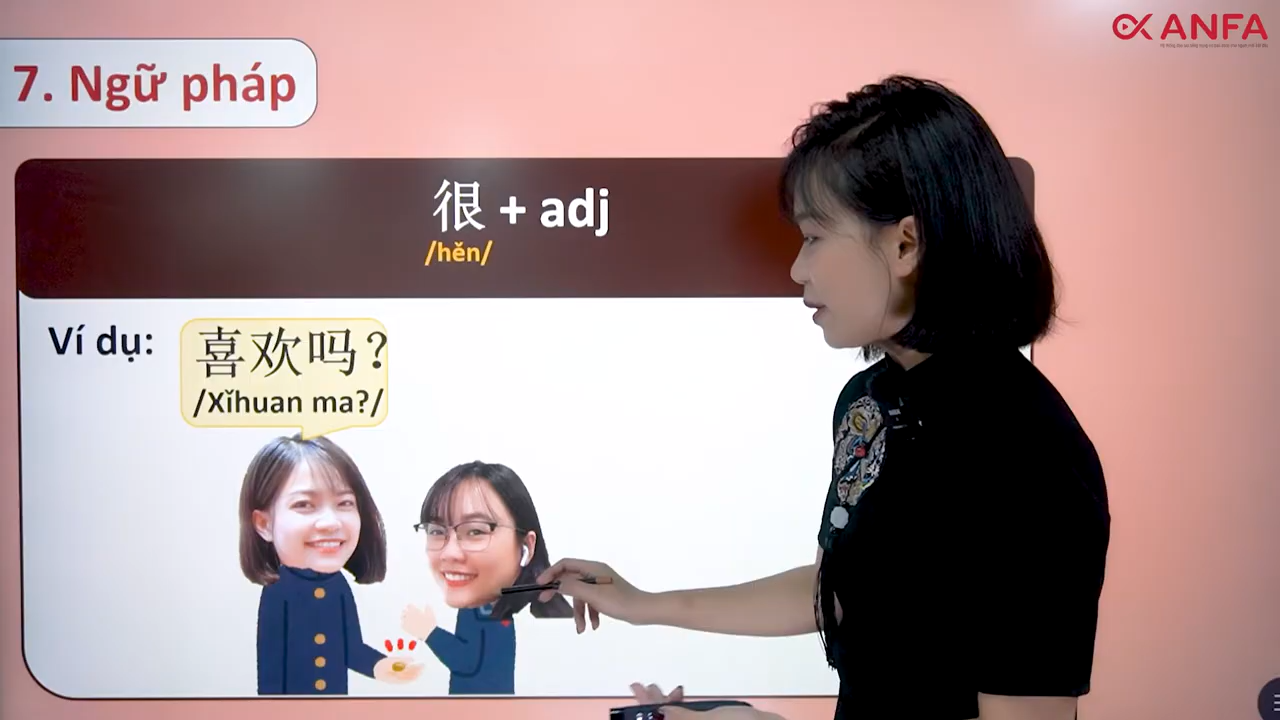 ANFA
7. Ngữ pháp
很 + adj
/hěn/
Ví dụ:
喜欢吗?
/Xǐhuan ma?/